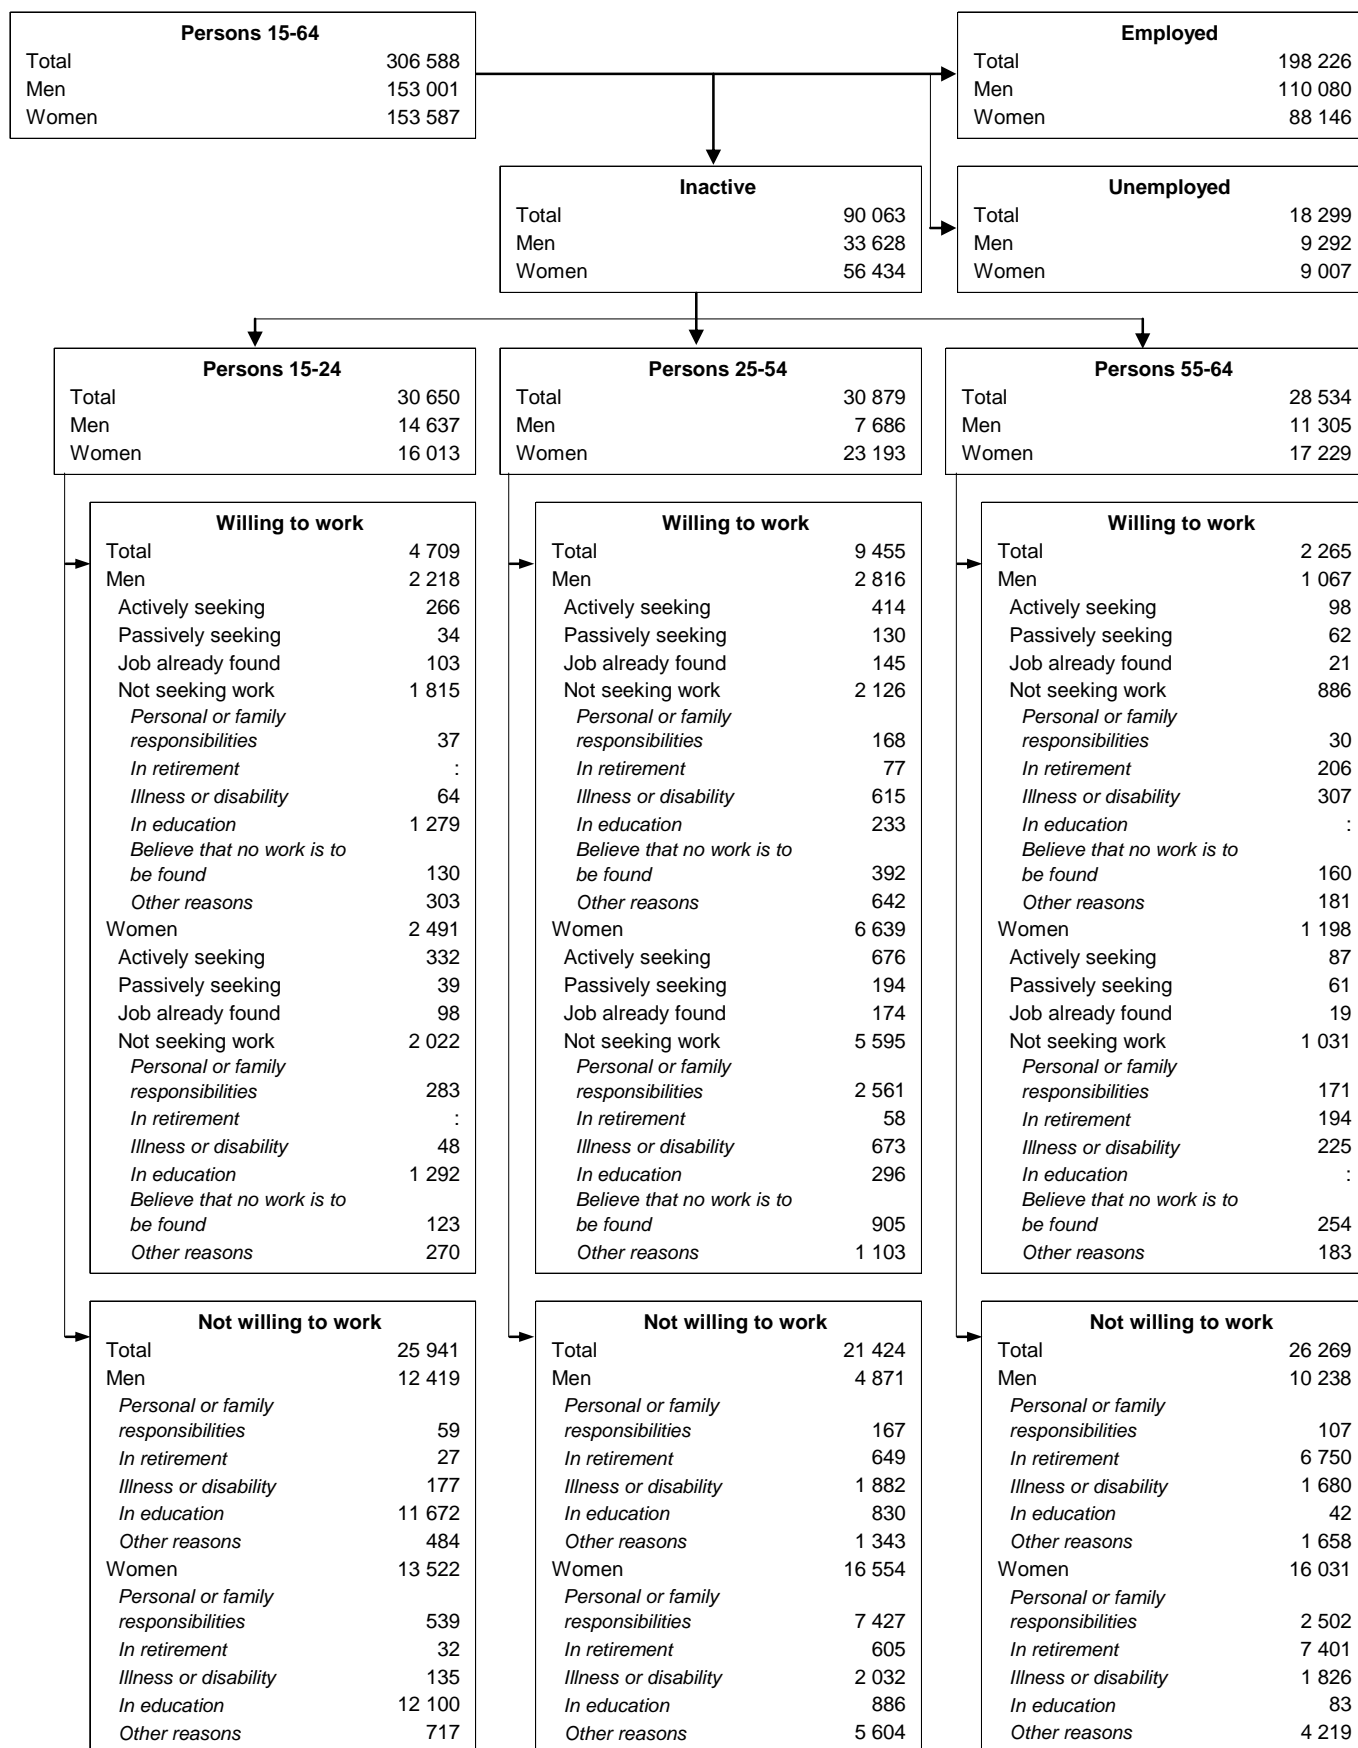 Persons 15-64
Total 306 588
Men 153 001
Women 153 587
Employed
Total 198 226
Men 110 080
Women 88 146
Inactive
Total 90 063
Men 33 628
Women 56 434
Unemployed
Total 18 299
Men 9 292
Women 9 007
Persons 15-24
Total 30 650
Men 14 637
Women 16 013
Persons 25-54
Total 30 879
Men 7 686
Women 23 193
Persons 55-64
Total 28 534
Men 11 305
Women 17 229
Willing to work
Total 4 709
Men 2 218
Actively seeking 266
Passively seeking 34
Job already found 103
Not seeking work 1 815
Personal or family
responsibilities 37
In retirement :
Illness or disability 64
In education 1 279
Believe that no work is to
be found 130
Other reasons 303
Women 2 491
Actively seeking 332
Passively seeking 39
Job already found 98
Not seeking work 2 022
Personal or family
responsibilities 283
In retirement :
Illness or disability 48
In education 1 292
Believe that no work is to
be found 123
Other reasons 270
Willing to work
Total 9 455
Men 2 816
Actively seeking 414
Passively seeking 130
Job already found 145
Not seeking work 2 126
Personal or family
responsibilities 168
In retirement 77
Illness or disability 615
In education 233
Believe that no work is to
be found 392
Other reasons 642
Women 6 639
Actively seeking 676
Passively seeking 194
Job already found 174
Not seeking work 5 595
Personal or family
responsibilities 2 561
In retirement 58
Illness or disability 673
In education 296
Believe that no work is to
be found 905
Other reasons 1 103
Willing to work
Total 2 265
Men 1 067
Actively seeking 98
Passively seeking 62
Job already found 21
Not seeking work 886
Personal or family
responsibilities 30
In retirement 206
Illness or disability 307
In education :
Believe that no work is to
be found 160
Other reasons 181
Women 1 198
Actively seeking 87
Passively seeking 61
Job already found 19
Not seeking work 1 031
Personal or family
responsibilities 171
In retirement 194
Illness or disability 225
In education :
Believe that no work is to
be found 254
Other reasons 183
Not willing to work
Total 25 941
Men 12 419
Personal or family
responsibilities 59
In retirement 27
Illness or disability 177
In education 11 672
Other reasons 484
Women 13 522
Personal or family
responsibilities 539
In retirement 32
Illness or disability 135
In education 12 100
Other reasons 717
Not willing to work
Total 21 424
Men 4 871
Personal or family
responsibilities 167
In retirement 649
Illness or disability 1 882
In education 830
Other reasons 1 343
Women 16 554
Personal or family
responsibilities 7 427
In retirement 605
Illness or disability 2 032
In education 886
Other reasons 5 604
Not willing to work
Total 26 269
Men 10 238
Personal or family
responsibilities 107
In retirement 6 750
Illness or disability 1 680
In education 42
Other reasons 1 658
Women 16 031
Personal or family
responsibilities 2 502
In retirement 7 401
Illness or disability 1 826
In education 83
Other reasons 4 219